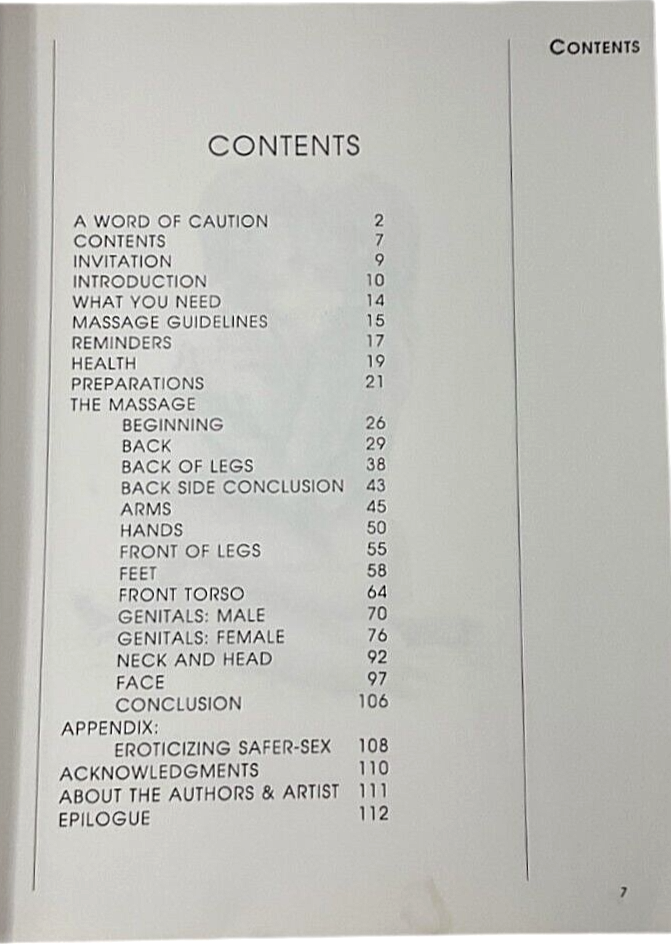 CONTENTS
CONTENTS
A WORD OF CAUTION 2
CONTENTS 7
INVITATION 9
INTRODUCTION 10
WHAT YOU NEED 14
MASSAGE GUIDELINES 15
REMINDERS 17
HEALTH 19
PREPARATIONS 21
THE MASSAGE
BEGINNING 26
BACK 29
BACK OF LEGS 38
BACK SIDE CONCLUSION 43
ARMS 45
HANDS 50
FRONT OF LEGS 55
FEET 58
FRONT TORSO 64
GENITALS: MALE 70
GENITALS: FEMALE 76
NECK AND HEAD 92
FACE 97
CONCLUSION 106
APPENDIX:
EROTICIZING SAFER-SEX 108
ACKNOWLEDGMENTS 110
ABOUT THE AUTHORS & ARTIST 111
EPILOGUE 112
7